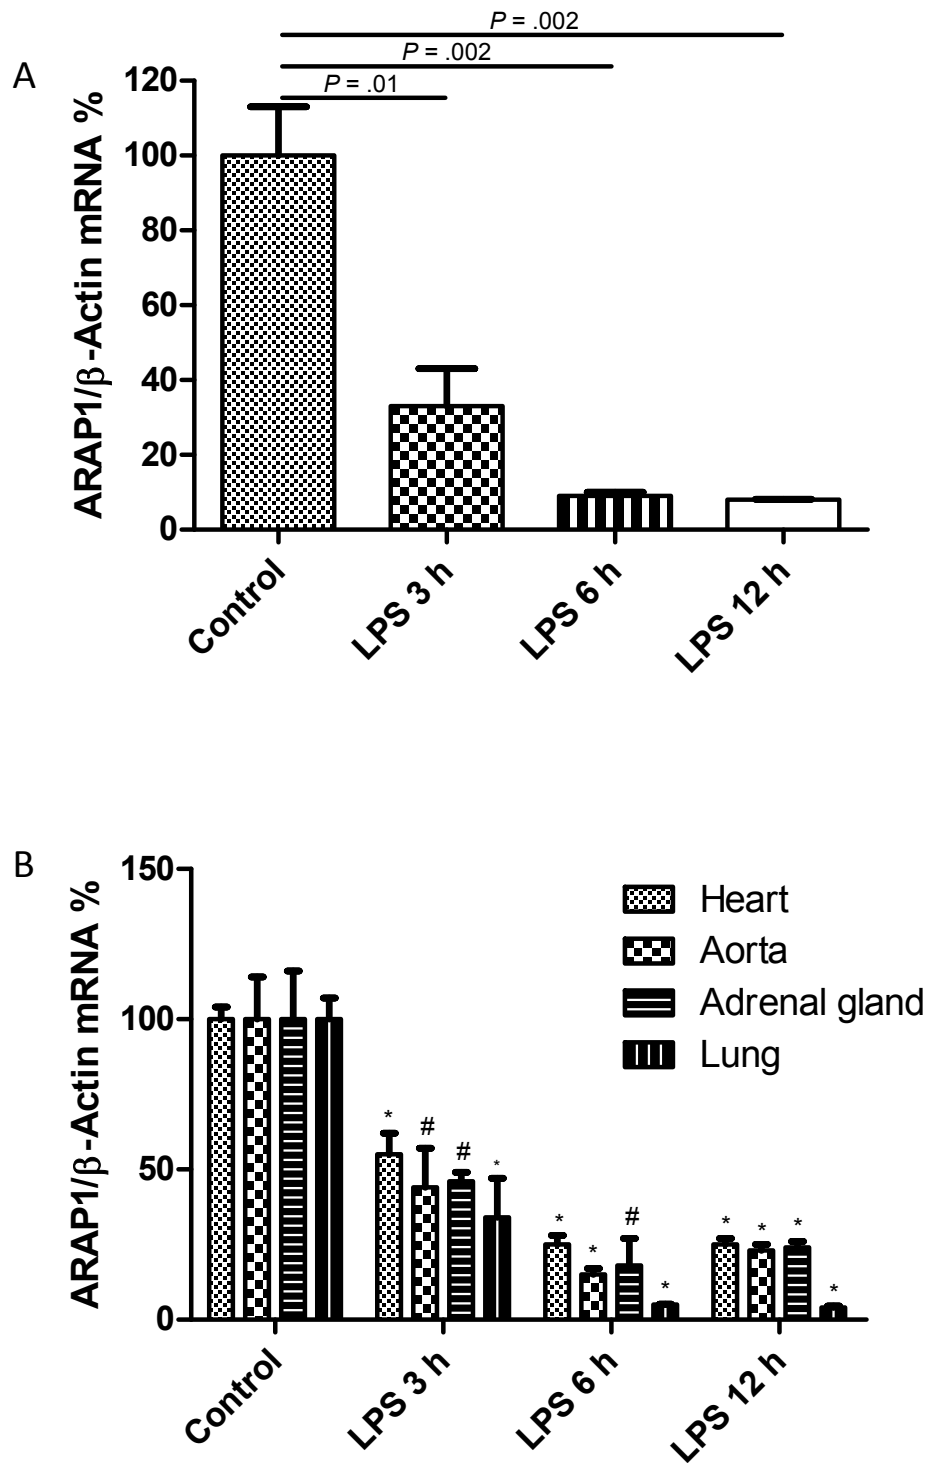 A
P = .002
P = .002
P = .01
ARAP1/β-Actin mRNA %
120
100
80
60
40
20
0
Control
LPS 3 h
LPS 6 h
LPS 12 h
B
ARAP1/β-Actin mRNA %
150
100
50
0
Heart
Aorta
Adrenal gland
Lung
* # # *
* * # *
* * * *
Control
LPS 3 h
LPS 6 h
LPS 12 h